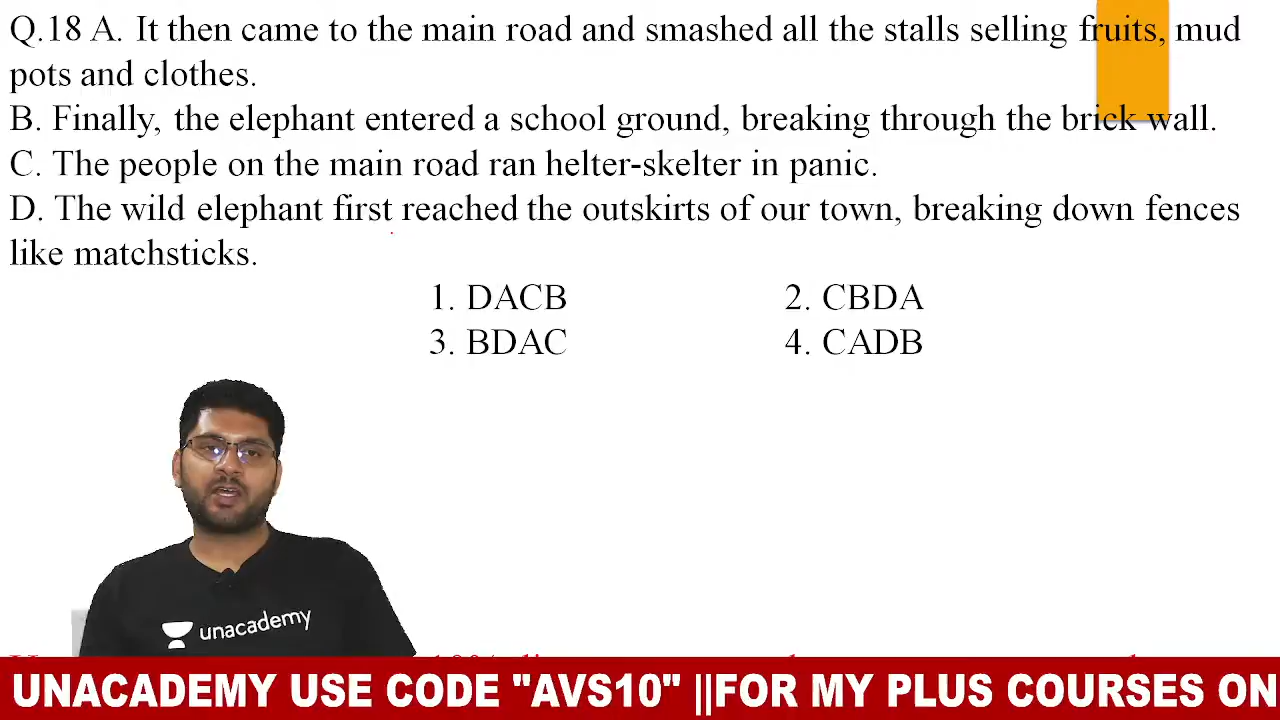 Q.18 A. It then came to the main road and smashed all the stalls selling fruits, mud
pots and clothes.
B. Finally, the elephant entered a school ground, breaking through the brick wall.
C. The people on the main road ran helter-skelter in panic.
D. The wild elephant first reached the outskirts of our town, breaking down fences
like matchsticks.
1. DACB 2. CBDA
3. BDAC 4. CADB
unacademy
UNACADEMY USE CODE "AVS10" ||FOR MY PLUS COURSES ON